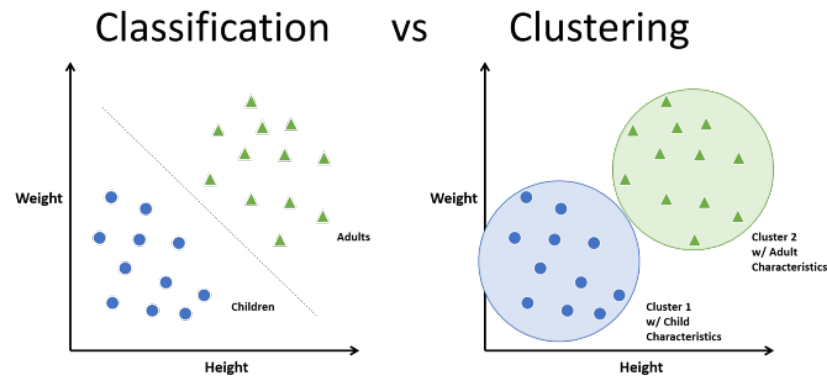 Classification vs Clustering
Weight
Adults
Children
Height
Weight
Cluster 2
w/ Adult
Characteristics
Cluster 1
w/ Child
Characteristics
Height